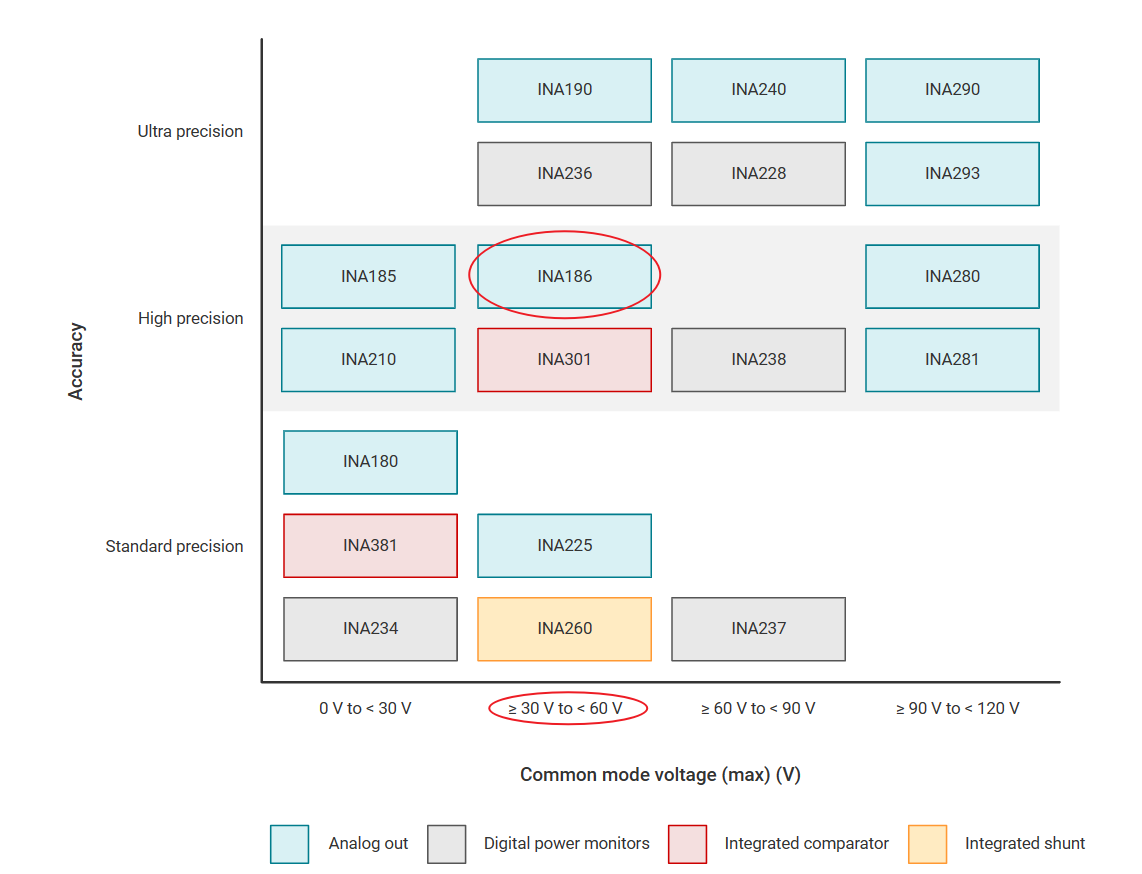 INA190 INA240 INA290
Ultra precision
INA236 INA228 INA293
INA185 INA186 INA280
High precision
Accuracy
INA210 INA301 INA238 INA281
INA180
INA381 INA225
Standard precision
INA234 INA260 INA237
0 V to < 30 V ≥ 30 V to < 60 V ≥ 60 V to < 90 V ≥ 90 V to < 120 V
Common mode voltage (max) (V)
Analog out Digital power monitors Integrated comparator Integrated shunt